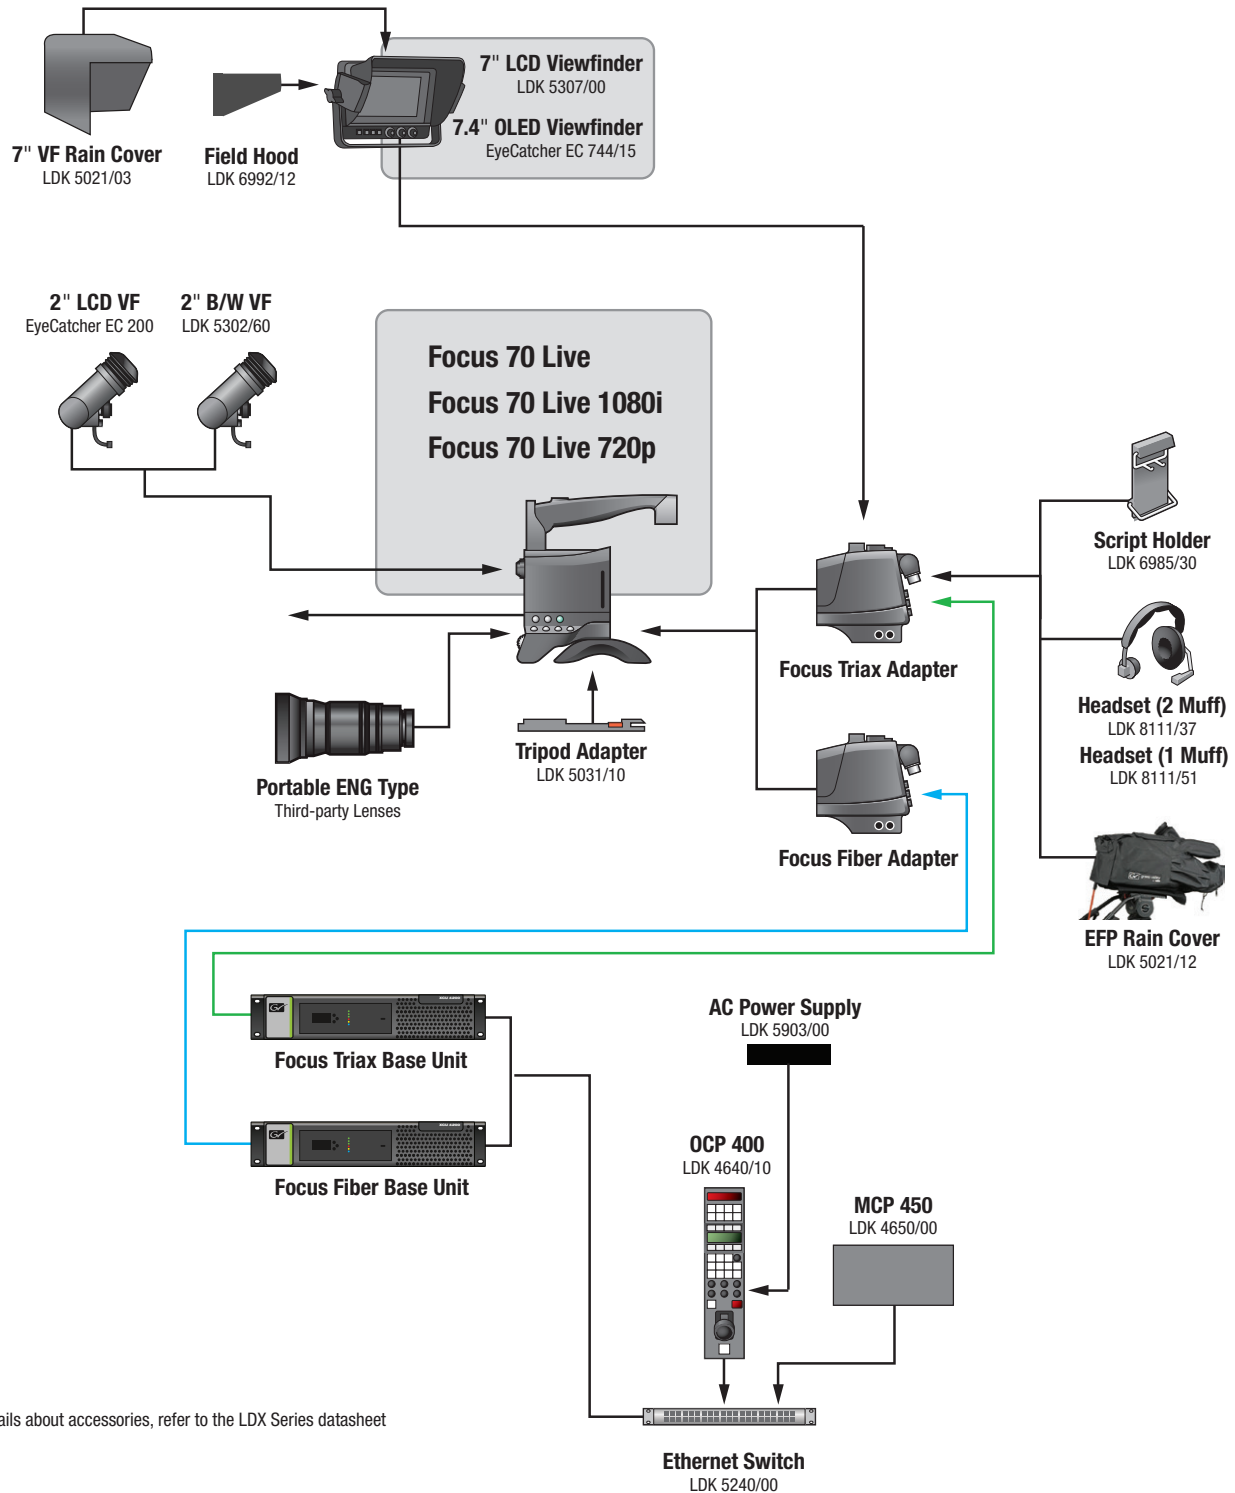 7" LCD Viewfinder
LDK 5307/00
7.4" OLED Viewfinder
EyeCatcher EC 744/15
7" VF Rain Cover
LDK 5021/03
Field Hood
LDK 6992/12
2" LCD VF
EyeCatcher EC 200
2" B/W VF
LDK 5302/60
Focus 70 Live
Focus 70 Live 1080i
Focus 70 Live 720p
Script Holder
LDK 6985/30
Focus Triax Adapter
Headset (2 Muff)
LDK 8111/37
Headset (1 Muff)
LDK 8111/51
Tripod Adapter
LDK 5031/10
Portable ENG Type
Third-party Lenses
Focus Fiber Adapter
EFP Rain Cover
LDK 5021/12
Focus Triax Base Unit
AC Power Supply
LDK 5903/00
Focus Fiber Base Unit
OCP 400
LDK 4640/10
MCP 450
LDK 4650/00
ails about accessories, refer to the LDX Series datasheet
Ethernet Switch
LDK 5240/00